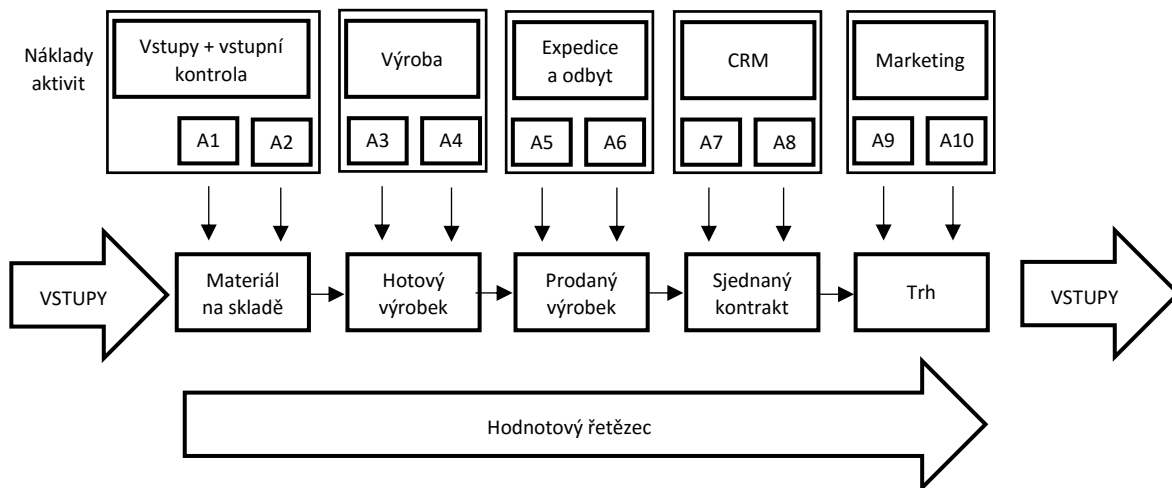 Náklady
aktivit
Vstupy + vstupní
kontrola
Výroba
Expedice
a odbyt
CRM
Marketing
A1
A2
A3
A4
A5
A6
A7
A8
A9
A10
VSTUPY
Materiál
na skladě
Hotový
výrobek
Prodaný
výrobek
Sjednaný
kontrakt
Trh
VSTUPY
Hodnotový řetězec